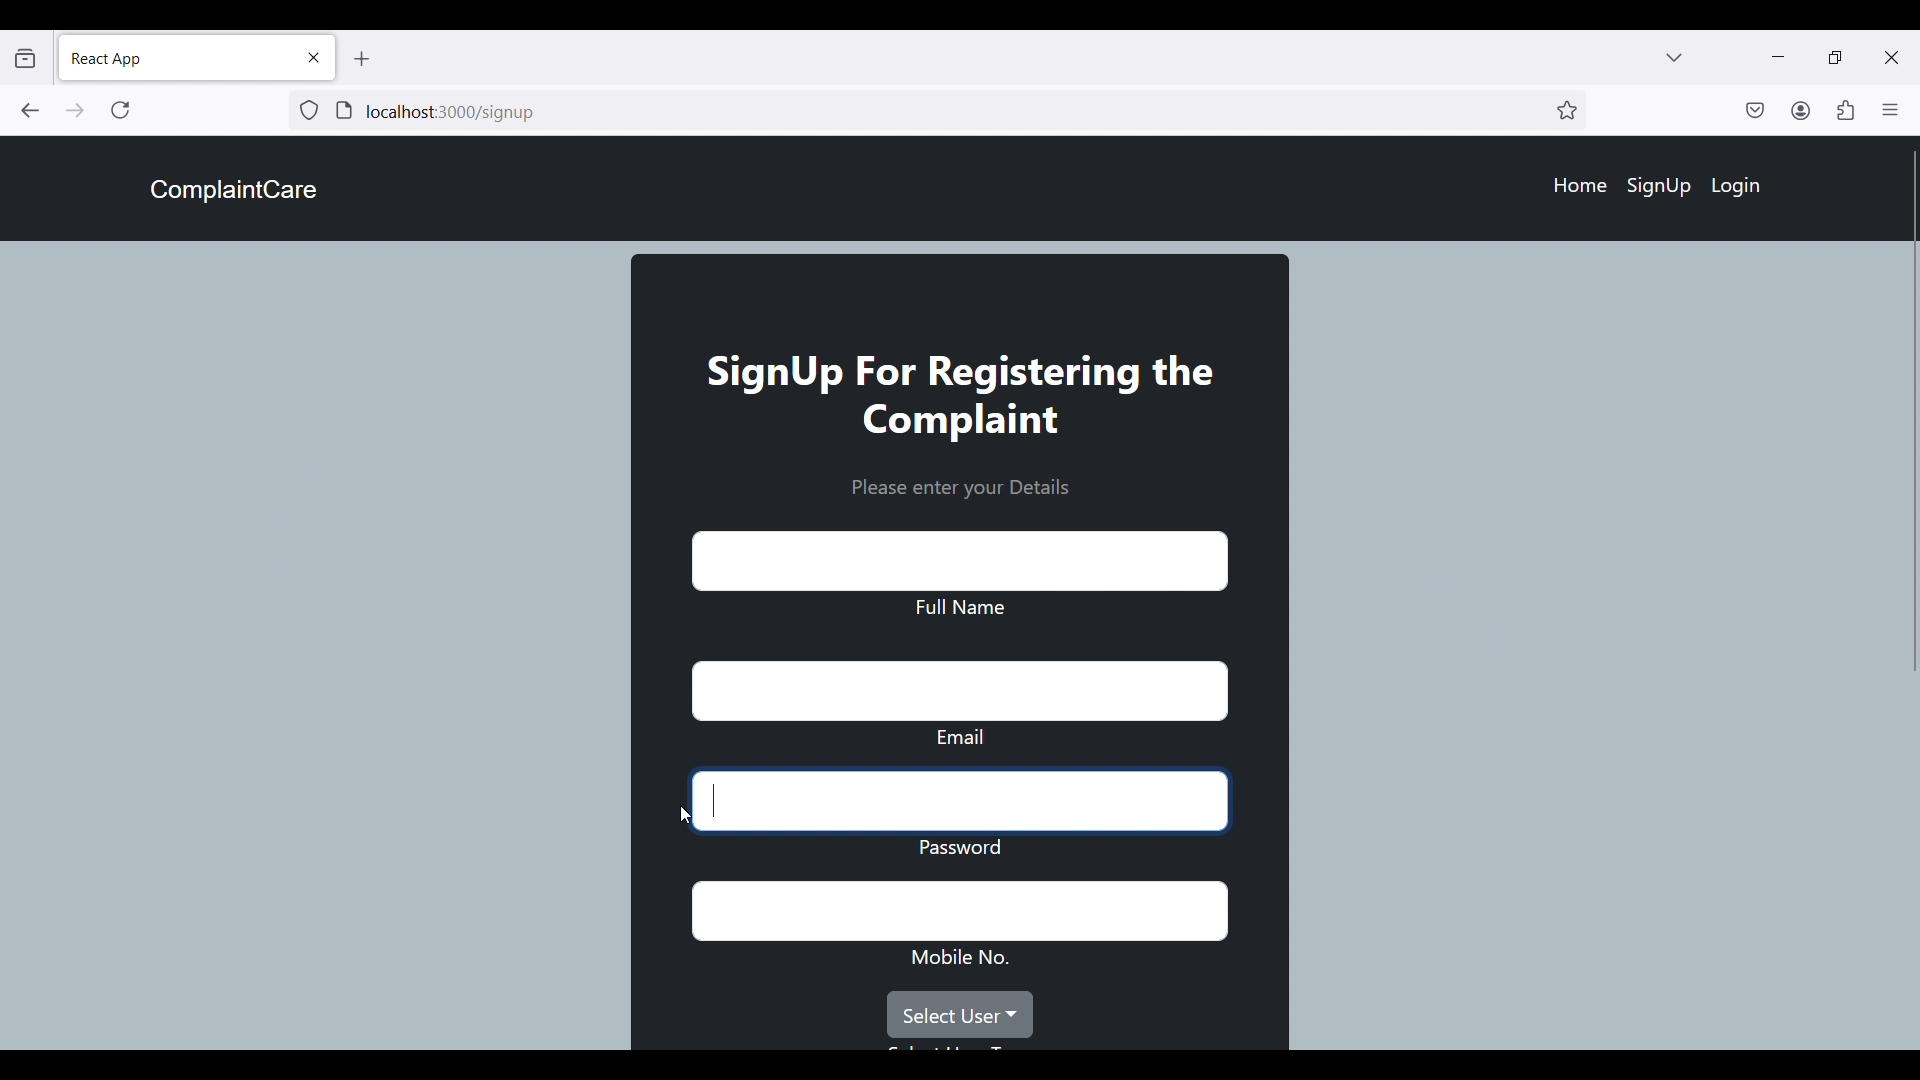 React App
localhost:3000/signup
ComplaintCare
Home SignUp Login
SignUp For Registering the
Complaint
Please enter your Details
Full Name
Email
Password
Mobile No.
Select User